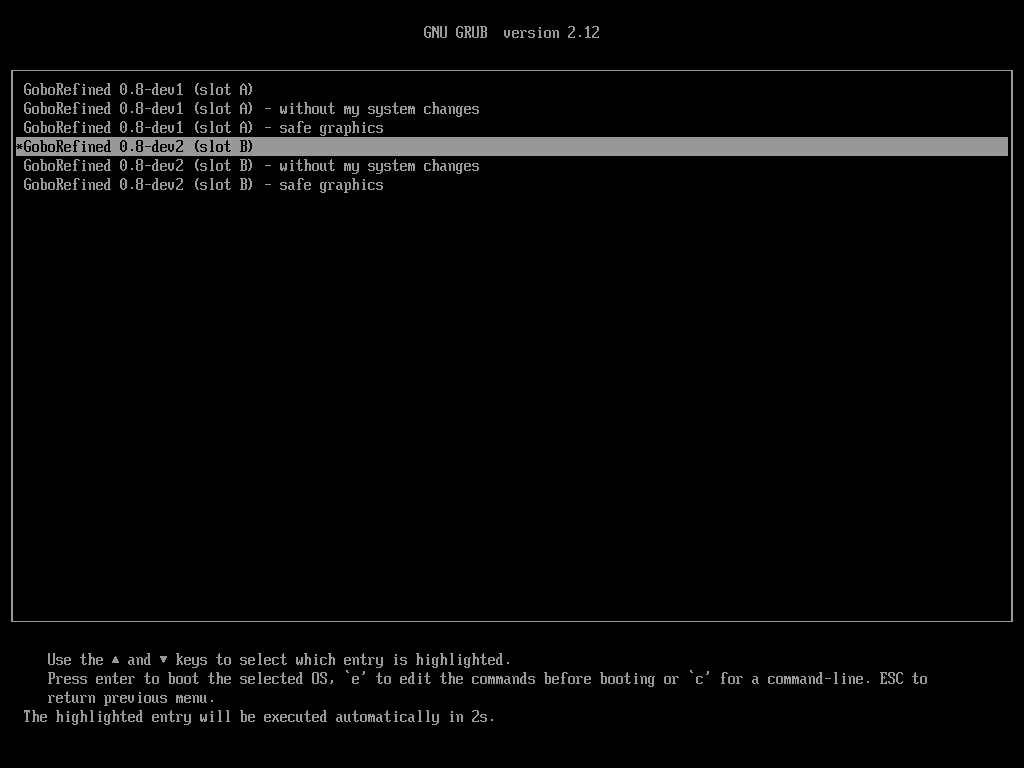 GNU GRUB  version 2.12
GoboRefined 0.8-dev1 (slot A)
GoboRefined 0.8-dev1 (slot A) - without my system changes
GoboRefined 0.8-dev1 (slot A) - safe graphics
*GoboRefined 0.8-dev2 (slot B)
GoboRefined 0.8-dev2 (slot B) - without my system changes
GoboRefined 0.8-dev2 (slot B) - safe graphics
Use the ▲ and ▼ keys to select which entry is highlighted.
Press enter to boot the selected OS, `e' to edit the commands before booting or `c' for a command-line. ESC to
return previous menu.
The highlighted entry will be executed automatically in 2s.